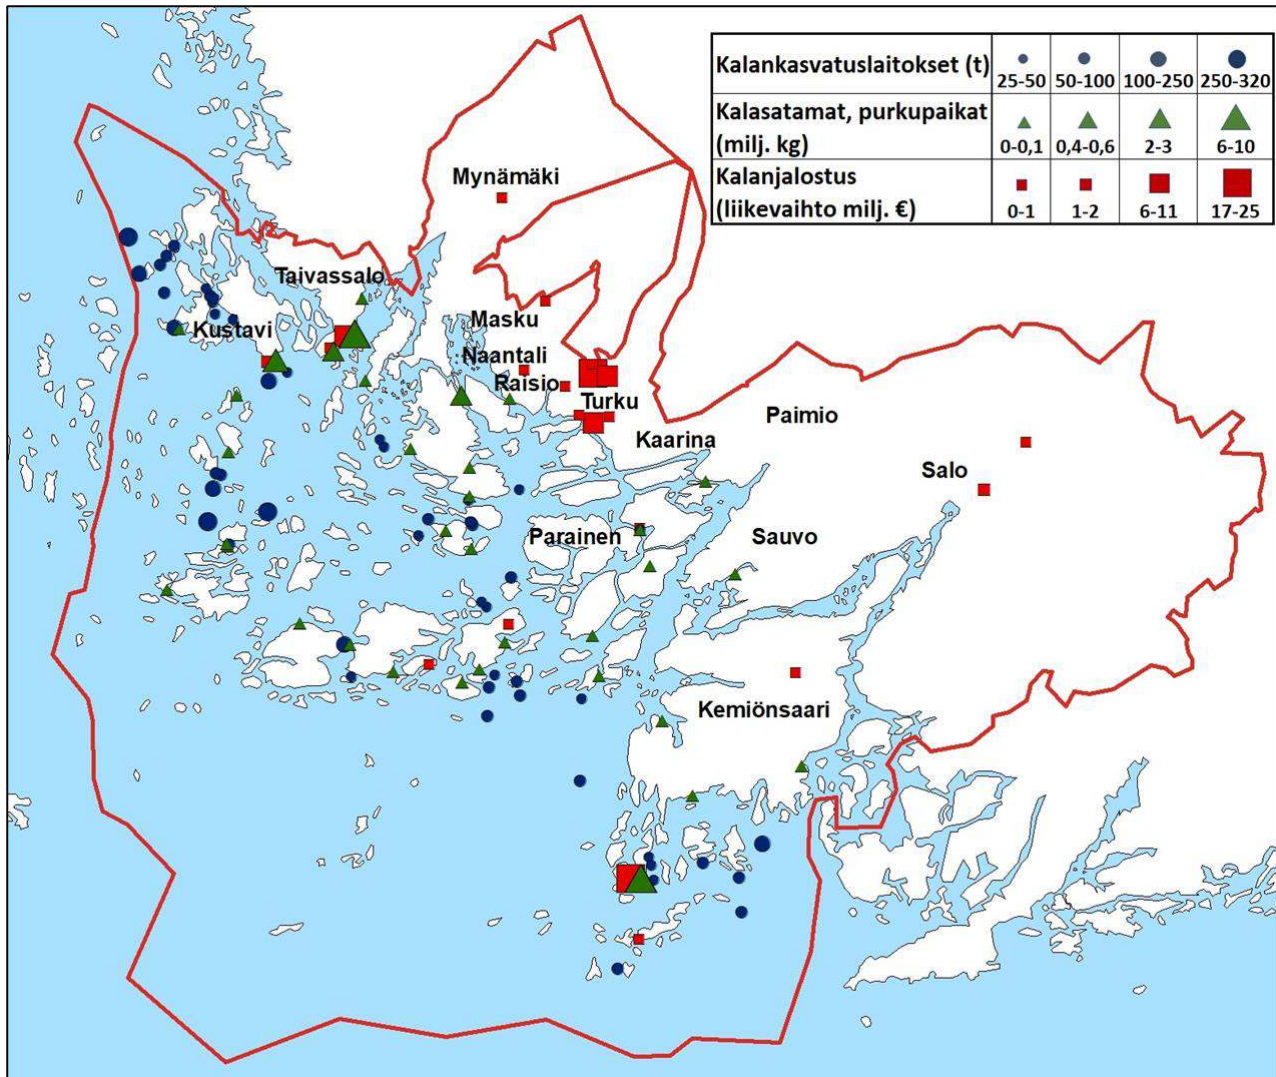 Kalankasvatuslaitokset (t)
25-50 50-100 100-250 250-320
Kalasatamat, purkupaikat
(milj. kg)
0-0,1 0,4-0,6 2-3 6-10
Kalanjalostus
(liikevaihto milj. €)
0-1 1-2 6-11 17-25
Mynämäki
Taivassalo
Masku
Kustavi
Naantali
Raisio
Turku
Paimio
Kaarina
Salo
Parainen
Sauvo
Kemiönsaari